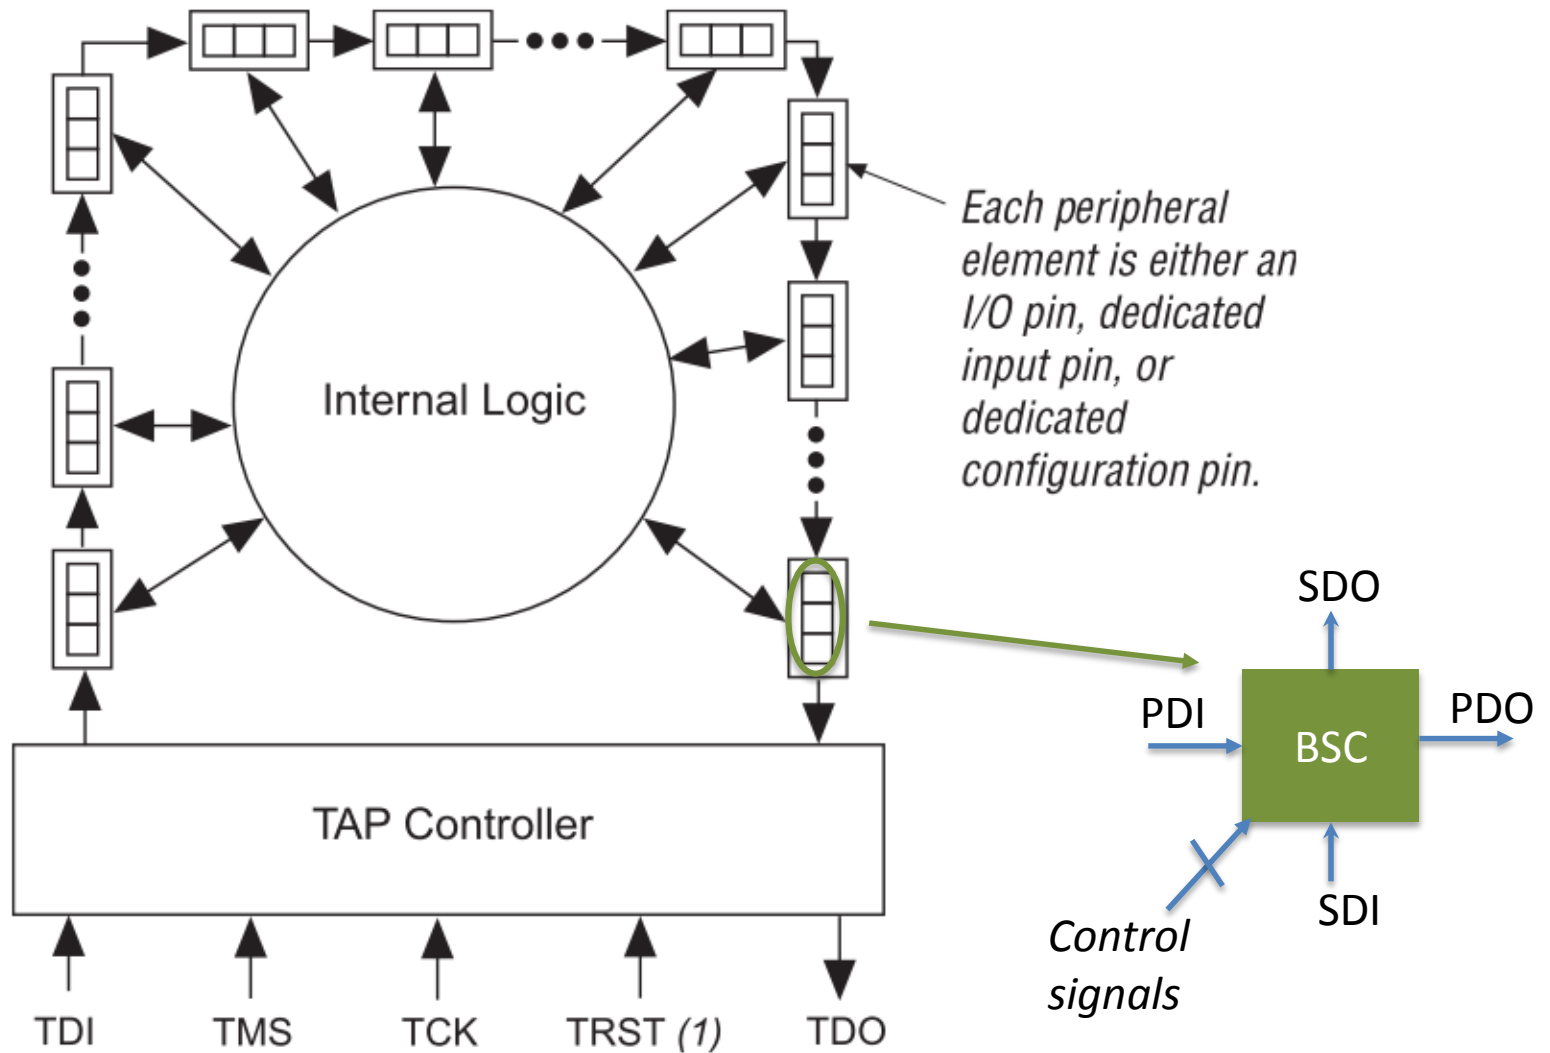 Each peripheral
element is either an
I/O pin, dedicated
input pin, or
dedicated
configuration pin.
Internal Logic
SDO
PDI
PDO
BSC
TAP Controller
SDI
Control
signals
TDI
TMS
TCK
TRST (1)
TDO